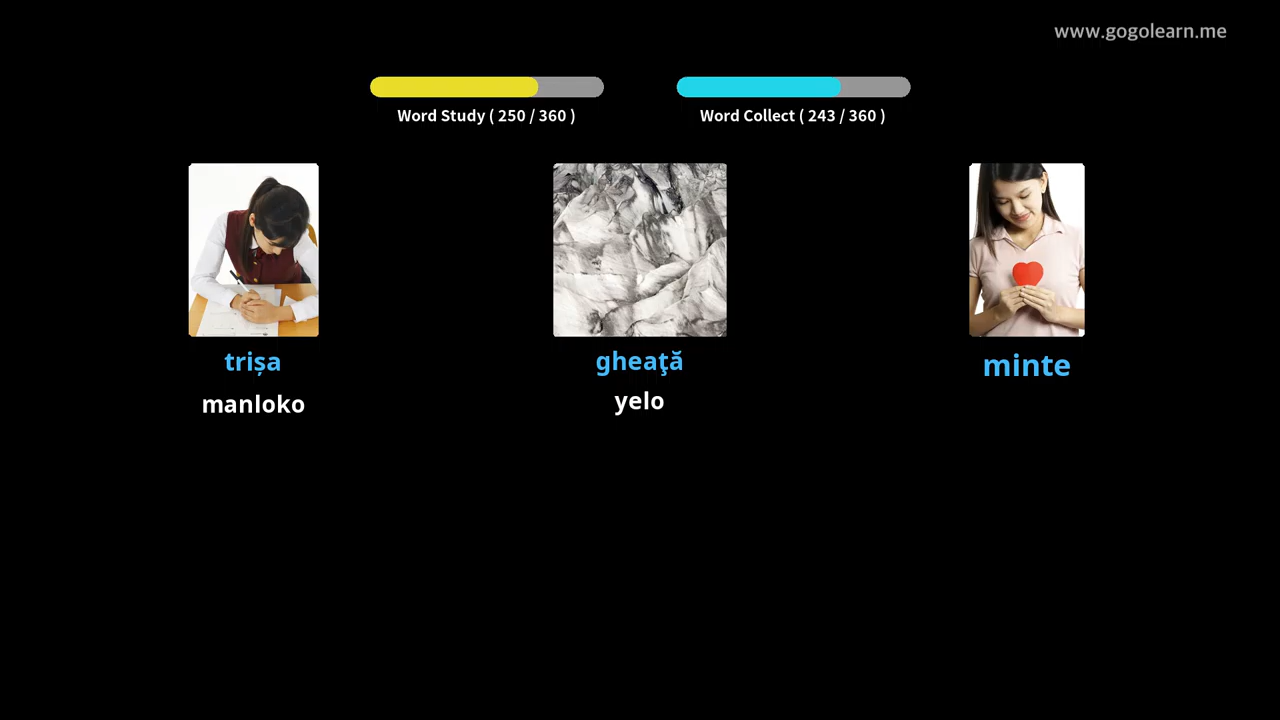 www.gogolearn.me
Word Study ( 250 / 360 )
Word Collect ( 243 / 360 )
trișa
gheaţă
minte
manloko
yelo